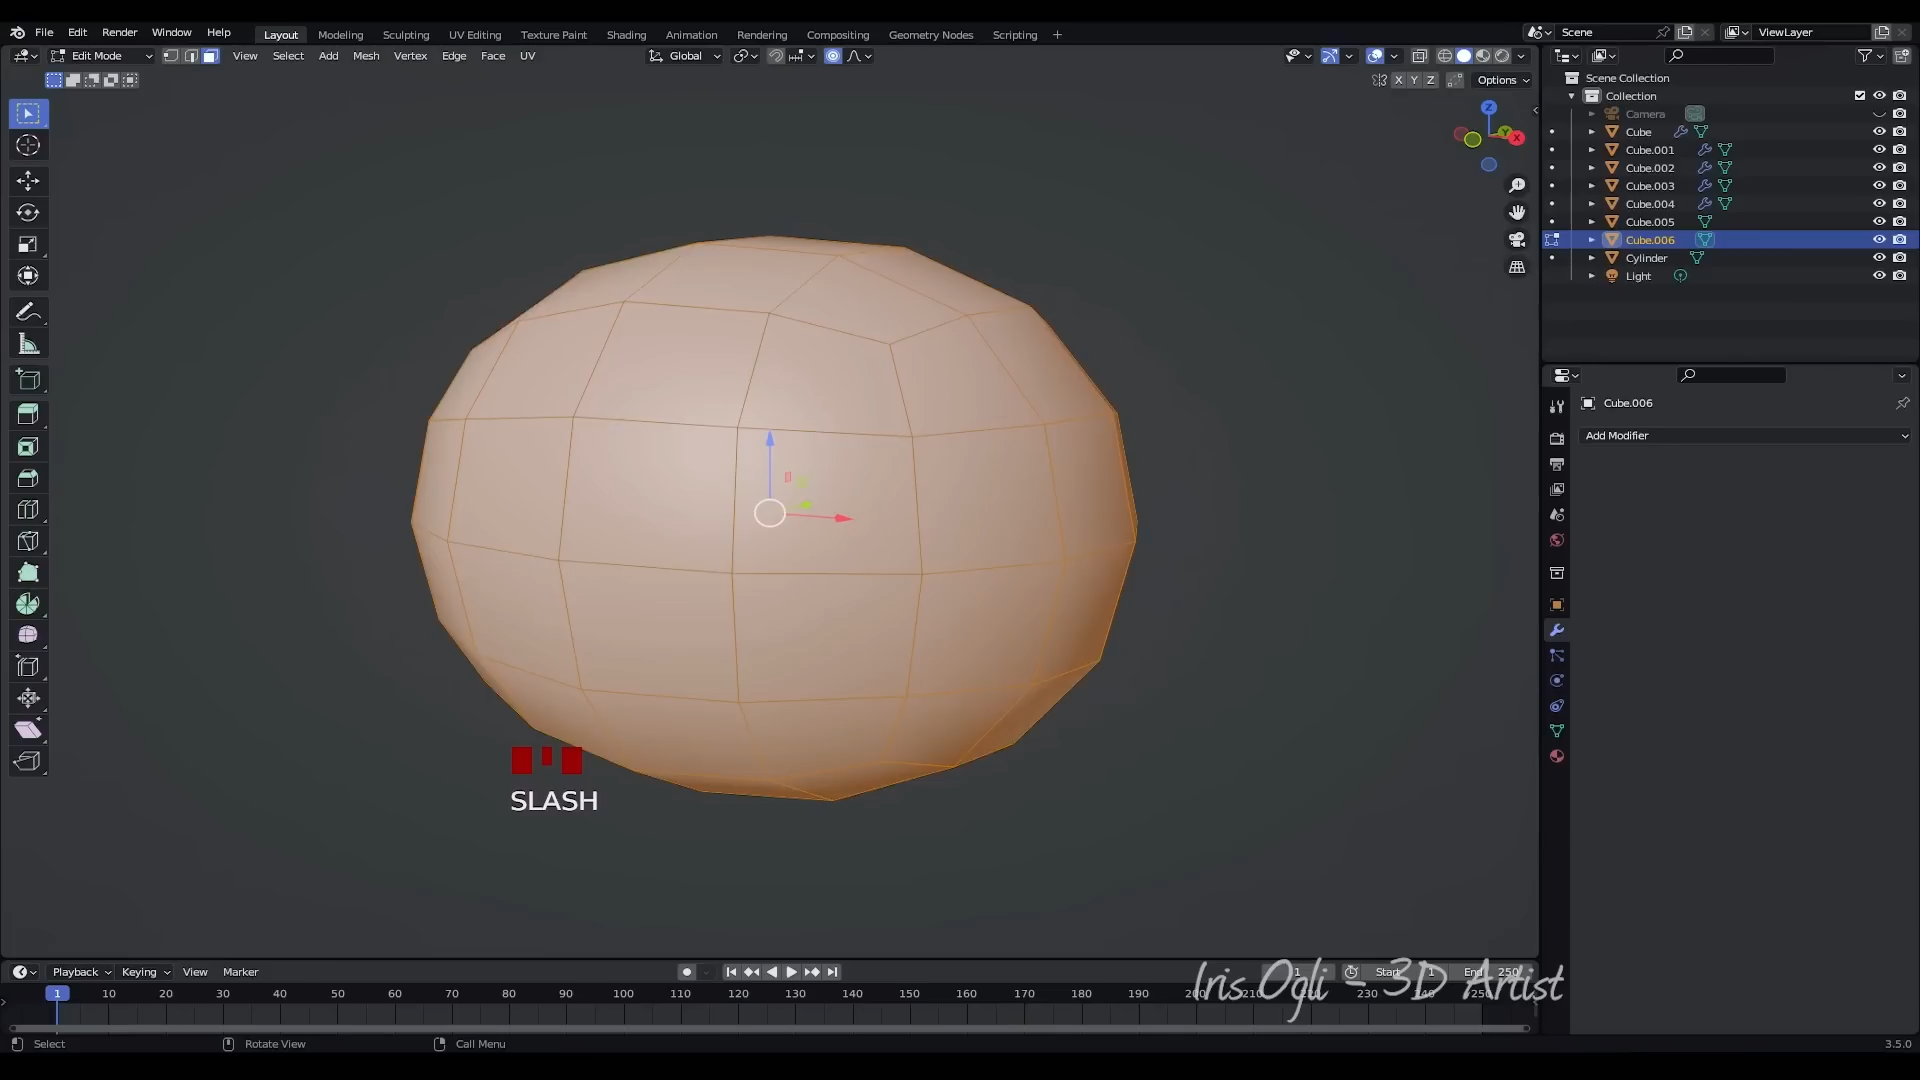 File Edit Render Window Help Layout Modeling Sculpting UV Editing Texture Paint Shading Animation Rendering Compositing Geometry Nodes Scripting + Scene ViewLayer
Edit Mode View Select Add Mesh Vertex Edge Face UV Global
X Y Z Options
Z
Y
X
Scene Collection
Collection
Camera
Cube
Cube.001
Cube.002
Cube.003
Cube.004
Cube.005
Cube.006
Cylinder
Light
Cube.006
Add Modifier
SLASH
Playback Keying View Marker 1 Start 1 End 250
1 10 20 30 40 50 60 70 80 90 100 110 120 130 140 150 160 170 180 190 200 210 230 240 250
Iris Ogli - 3D Artist
Select Rotate View Call Menu 3.5.0